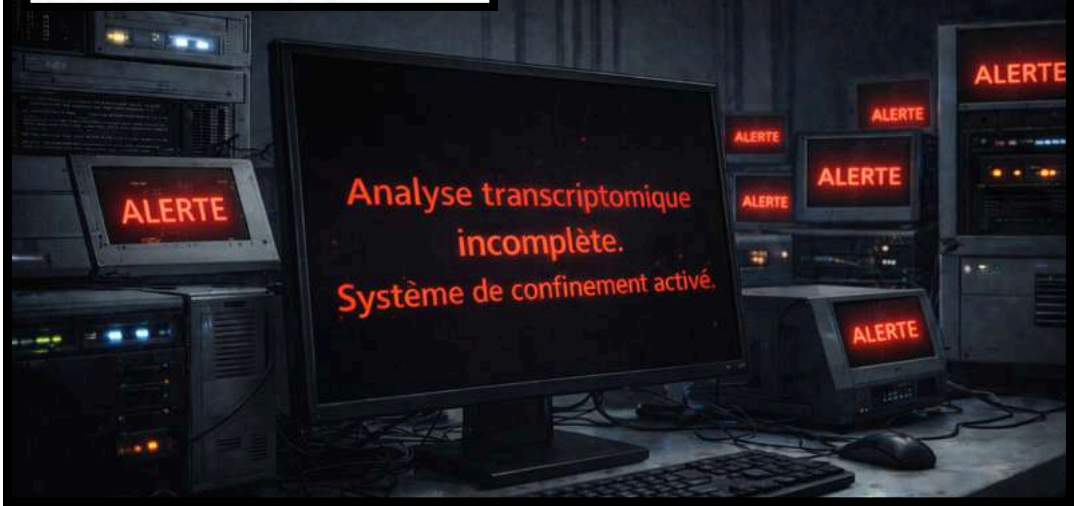 Analyse transcriptomique
incomplète.
Système de confinement activé.
ALERTE
ALERTE
ALERTE
ALERTE
ALERTE
ALERTE
ALERTE